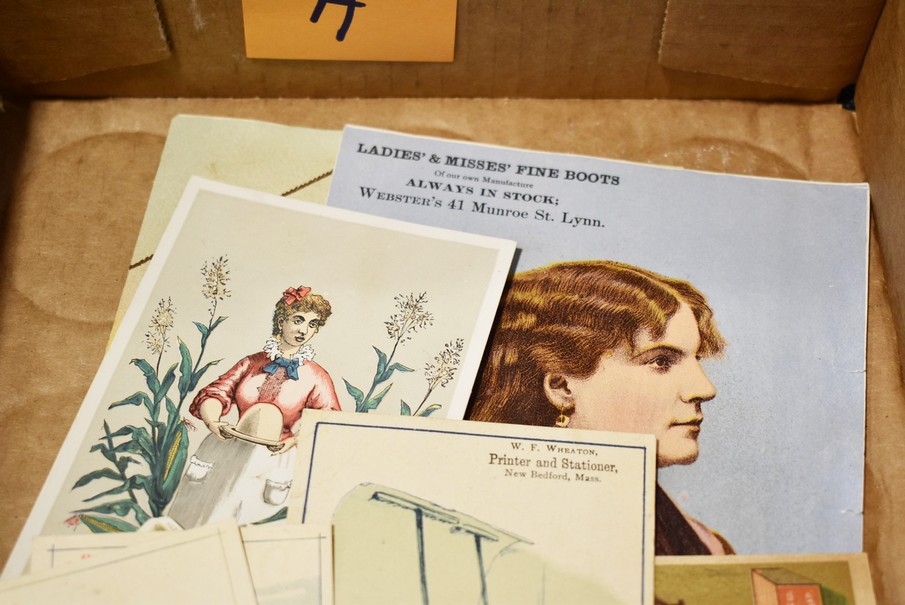 A
LADIES' & MISSES' FINE BOOTS
Of our own Manufacture
ALWAYS IN STOCK;
WEBSTER'S 41 Munroe St. Lynn.
W. F. WHEATON,
Printer and Stationer,
New Bedford, Mass.